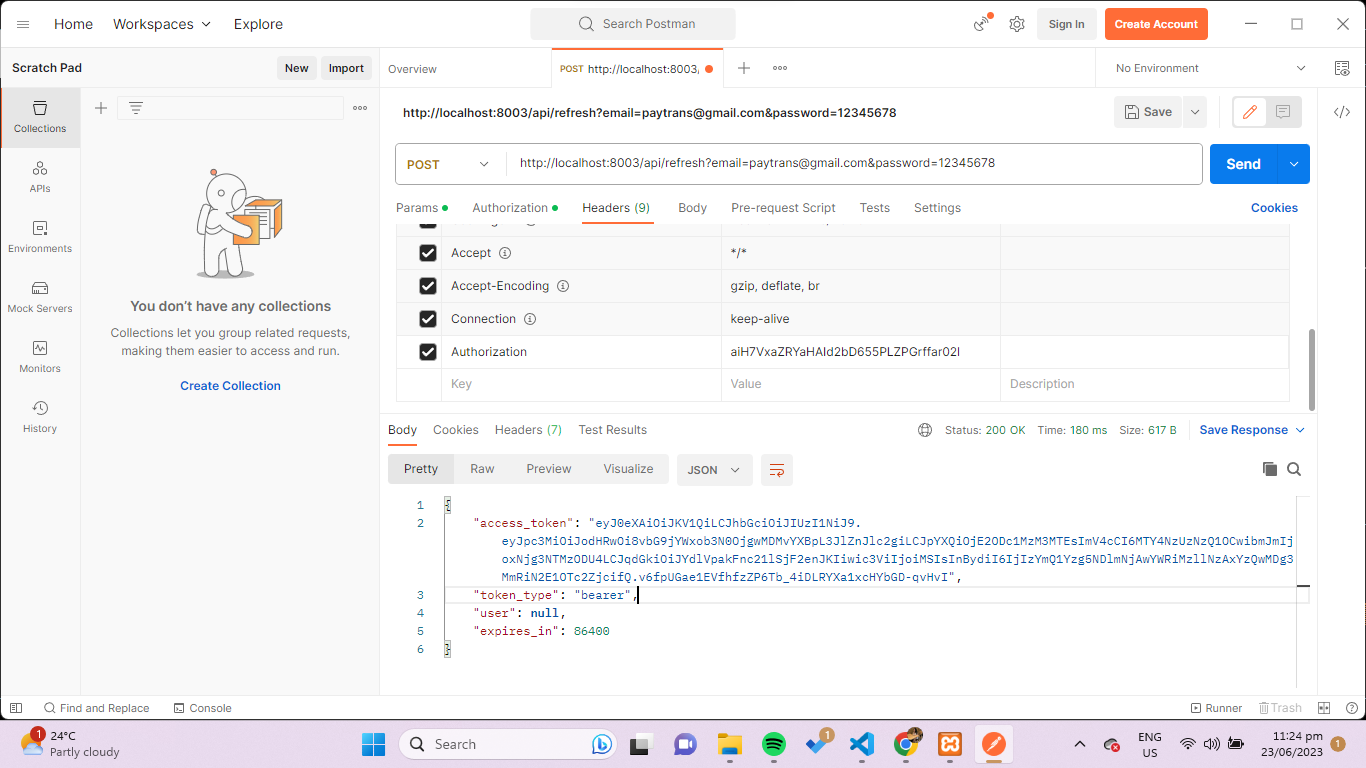 Home
Workspaces
Explore
Search Postman
Sign In
Create Account
Scratch Pad
New
Import
Overview
POST http://localhost:8003,
No Environment
Collections
APIs
Environments
Mock Servers
Monitors
History
You don't have any collections
Collections let you group related requests,
making them easier to access and run.
Create Collection
http://localhost:8003/api/refresh?email=paytrans@gmail.com&password=12345678
Save
POST
http://localhost:8003/api/refresh?email=paytrans@gmail.com&password=12345678
Send
Params
Authorization
Headers (9)
Body
Pre-request Script
Tests
Settings
Cookies
Accept
*/*
Accept-Encoding
gzip, deflate, br
Connection
keep-alive
Authorization
aiH7VxaZRYaHAld2bD655PLZPGrffar02I
Key
Value
Description
Body
Cookies
Headers (7)
Test Results
Status: 200 OK
Time: 180 ms
Size: 617 B
Save Response
Pretty
Raw
Preview
Visualize
JSON
1 {
2 "access_token": "eyJ0eXAiOiJKV1QiLCJhbGciOiJIUzI1NiJ9.
eyJpc3MiOiJodHRwOi8vbG9jYWxob3N0OjgwMDMvYXBpL3JlZnJlc2giLCJpYXQiOjE2ODc1MzM3MTEsImV4cCI6MTY4NzUzNzQ1OCwibmJmIj
oxNjg3NTMzODU4LCJqdGkiOiJYdlVpakFnc21lSjF2enJKIiwic3ViIjoiMSIsInBydiI6IjIzYmQ1Yzg5NDlmNjAwYWRiMzllNzAxYzQwMDg3
MmRiN2E1OTc2ZjcifQ.v6fpUGae1EVfhfzZP6Tb_4iDLRYXa1xcHYbGD-qvHvI",
3 "token_type": "bearer",
4 "user": null,
5 "expires_in": 86400
6 }
Find and Replace
Console
Runner
Trash
1
24°C
Partly cloudy
Search
1
ENG
US
11:24 pm
23/06/2023
1